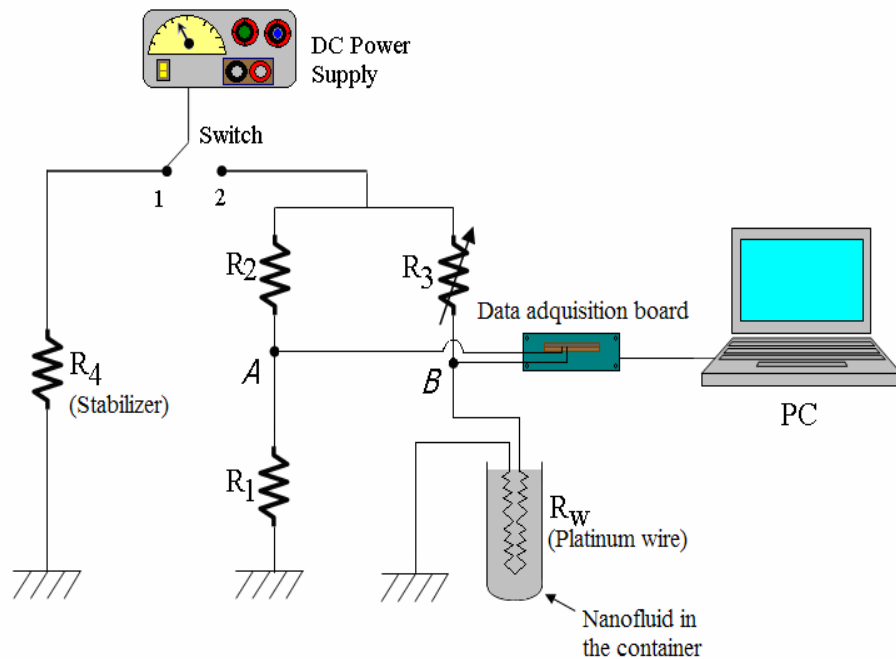 DC Power
Supply
Switch
1
2
R2
R3
Data adquisition board
A
B
R4
(Stabilizer)
PC
R1
Rw
(Platinum wire)
Nanofluid in
the container